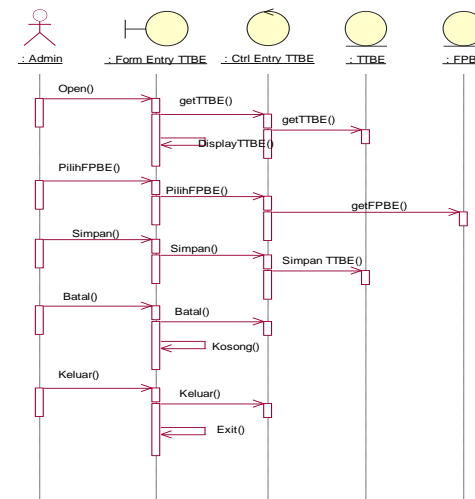 : Admin
: Form Entry TTBE
: Ctrl Entry TTBE
: TTBE
: FPB
Open()
getTTBE()
getTTBE()
DisplayTTBE()
PilihFPBE()
PilihFPBE()
getFPBE()
Simpan()
Simpan()
Simpan TTBE()
Batal()
Batal()
Kosong()
Keluar()
Keluar()
Exit()